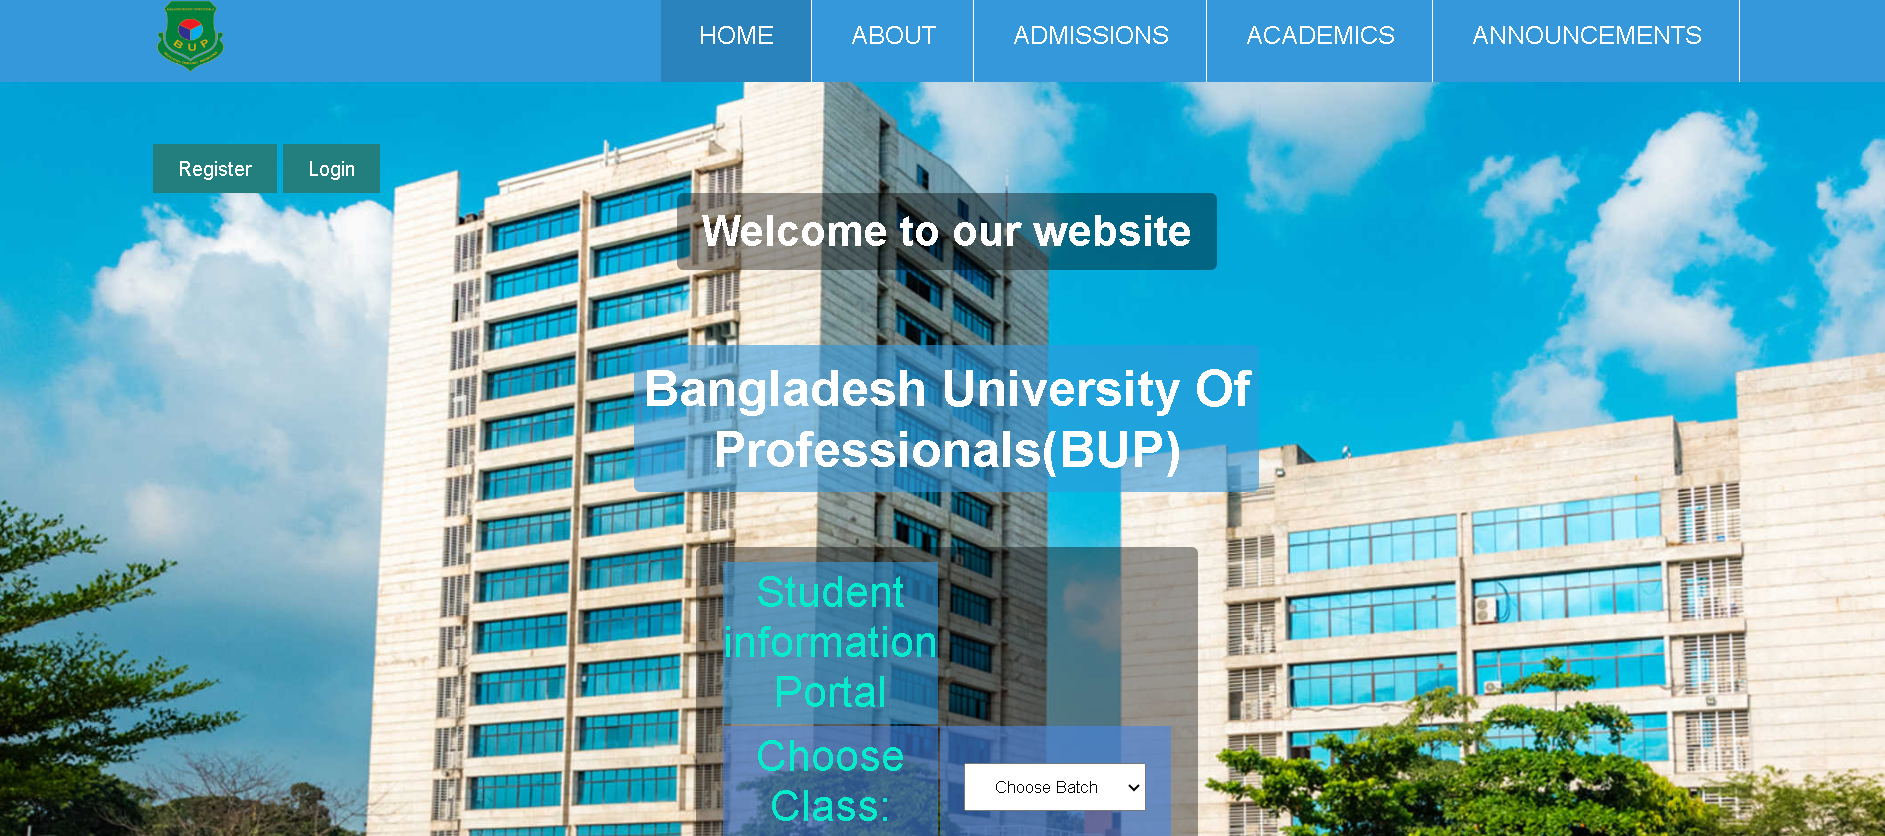 BUP
HOME
ABOUT
ADMISSIONS
ACADEMICS
ANNOUNCEMENTS
Register
Login
Welcome to our website
Bangladesh University Of
Professionals(BUP)
Student
information
Portal
Choose
Class:
Choose Batch